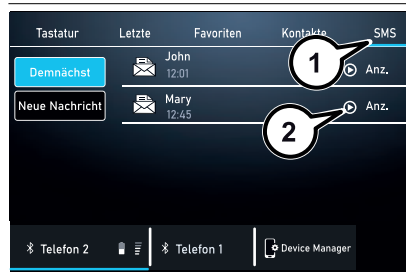 Tastatur Letzte Favoriten Kontakte SMS
Demnächst John 12:01 Anz.
Neue Nachricht Mary 12:45 Anz.
1
2
Telefon 2 Telefon 1 Device Manager